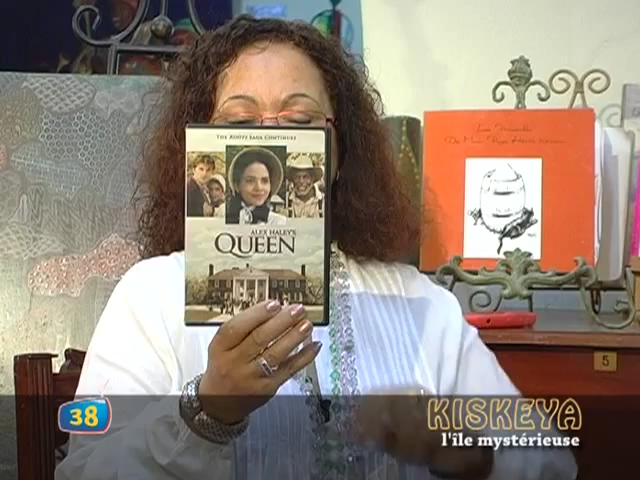 THE ROOTS SAGA CONTINUES
ALEX HALEY'S
QUEEN
5
38
KISKEYA
l'île mystérieuse